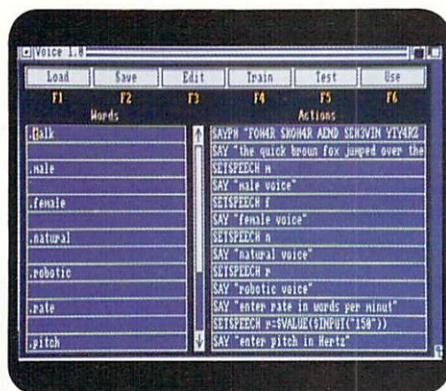 Voice 1.0
Load Save Edit Train Test Use
F1 F2 F3 F4 F5 F6
Words Actions
.talk SAYPH "FOH4R SKOH4R AEND SEH3VIN YIY4RZ
SAY "the quick brown fox jumped over the
.male SETSPEECH m
SAY "male voice"
.female SETSPEECH f
SAY "female voice"
.natural SETSPEECH n
SAY "natural voice"
.robotic SETSPEECH r
SAY "robotic voice"
.rate SAY "enter rate in words per minut"
SETSPEECH r=$VALUE($INPUT("150"))
.pitch SAY "enter pitch in Hertz"